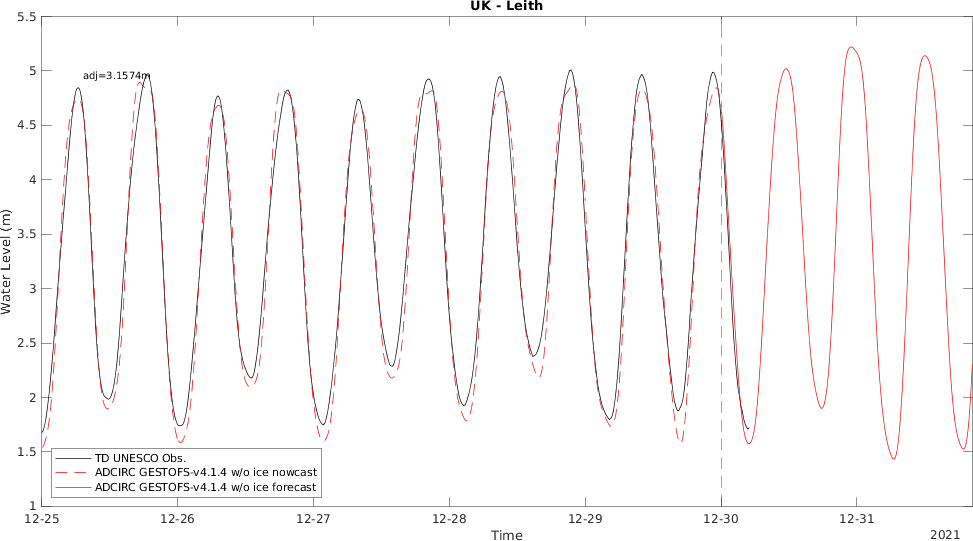 UK - Leith
5.5
5
4.5
4
3.5
3
2.5
2
1.5
1
Water Level (m)
adj=3.1574m
TD UNESCO Obs.
ADCIRC GESTOFS-v4.1.4 w/o ice nowcast
ADCIRC GESTOFS-v4.1.4 w/o ice forecast
12-25 12-26 12-27 12-28 12-29 12-30 12-31
Time
2021